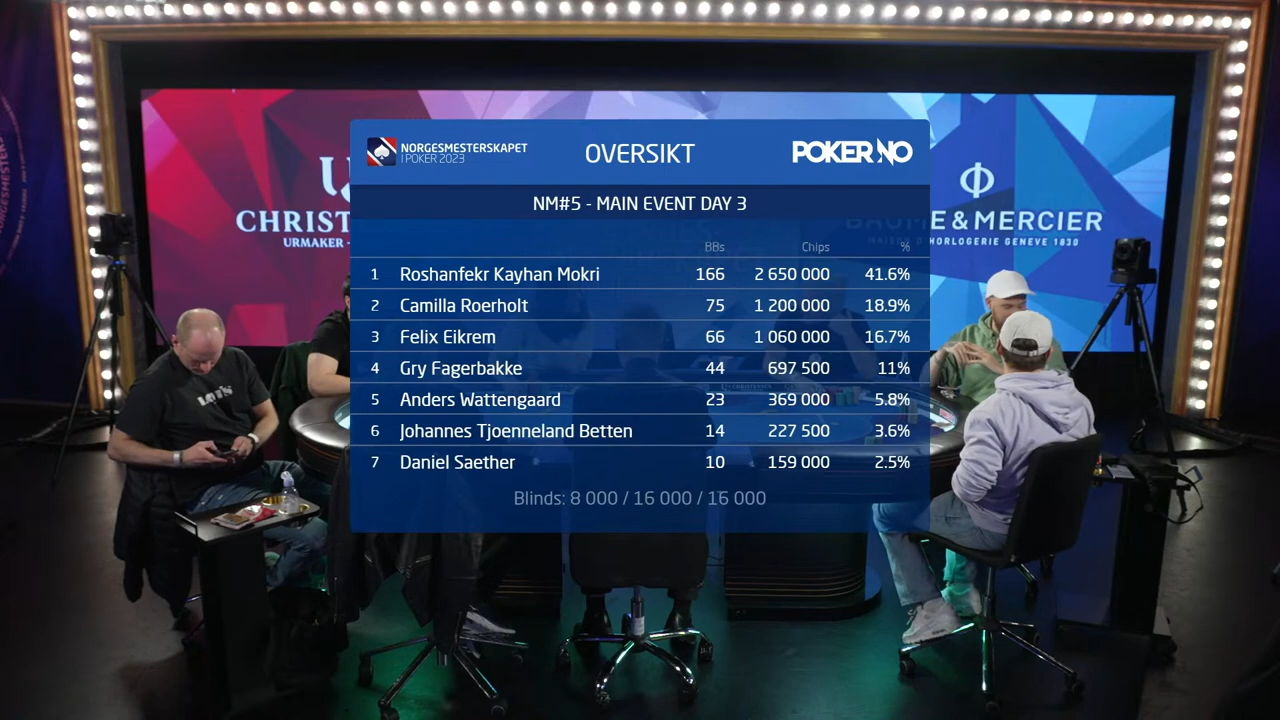 NORGESMESTERSKAPET
I POKER 2023
OVERSIKT
POKER NO
NM#5 - MAIN EVENT DAY 3
BBs Chips %
1 Roshanfekr Kayhan Mokri 166 2 650 000 41.6%
2 Camilla Roerholt 75 1 200 000 18.9%
3 Felix Eikrem 66 1 060 000 16.7%
4 Gry Fagerbakke 44 697 500 11%
5 Anders Wattengaard 23 369 000 5.8%
6 Johannes Tjoenneland Betten 14 227 500 3.6%
7 Daniel Saether 10 159 000 2.5%
Blinds: 8 000 / 16 000 / 16 000
CHRIST
URMAKER -
BAUME & MERCIER
MAISON D'HORLOGERIE GENEVE 1830